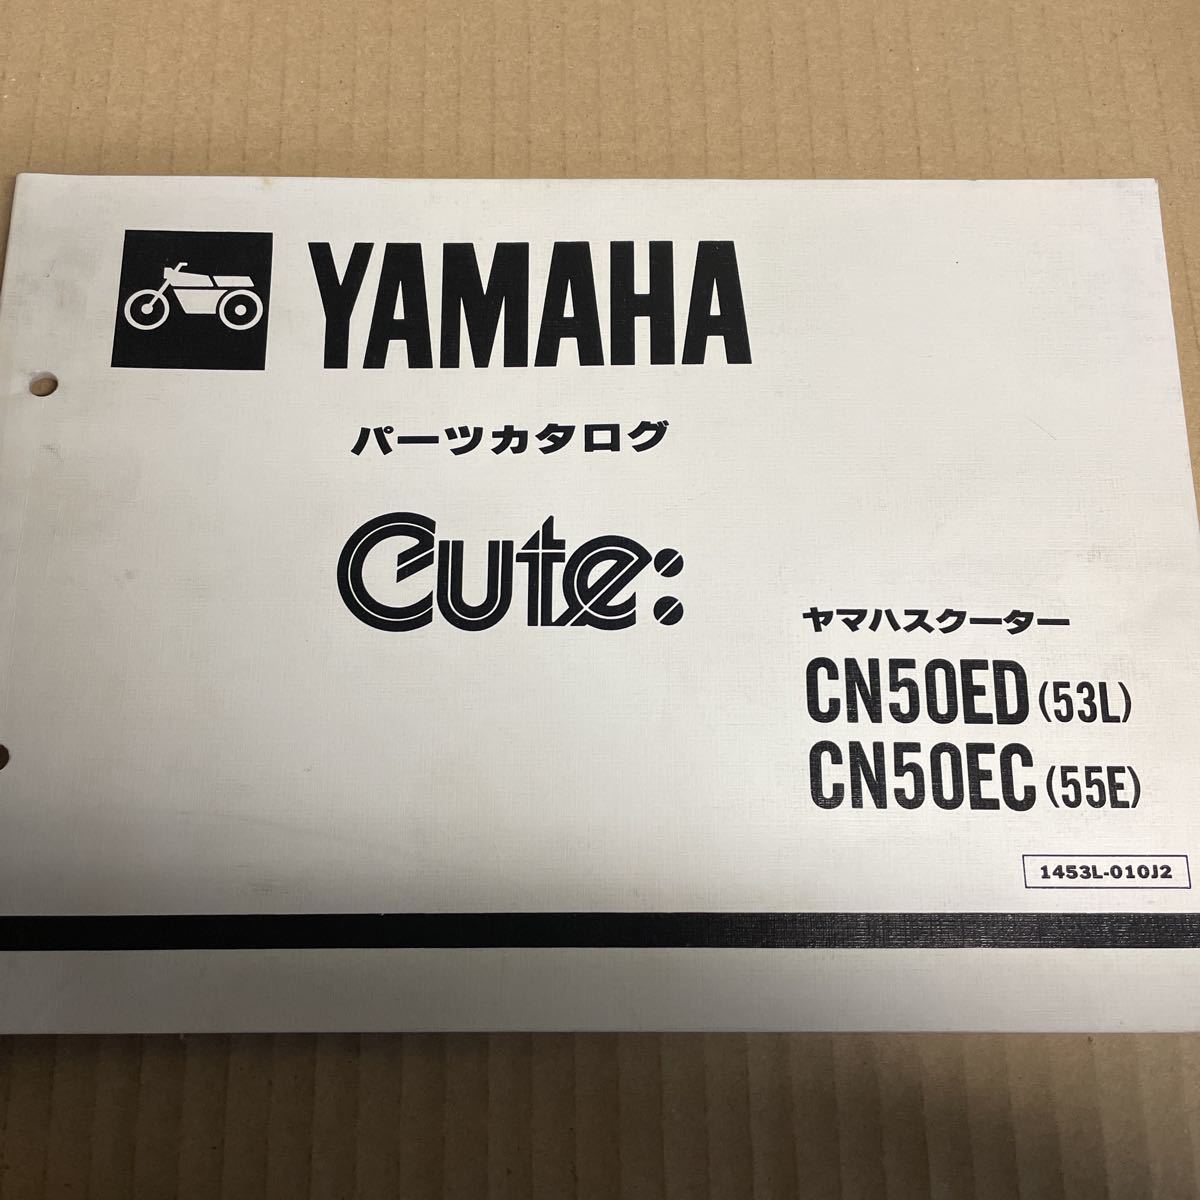 YAMAHA
パーツカタログ
Cute:
ヤマハスクーター
CN50ED (53L)
CN50EC (55E)
1453L-010J2